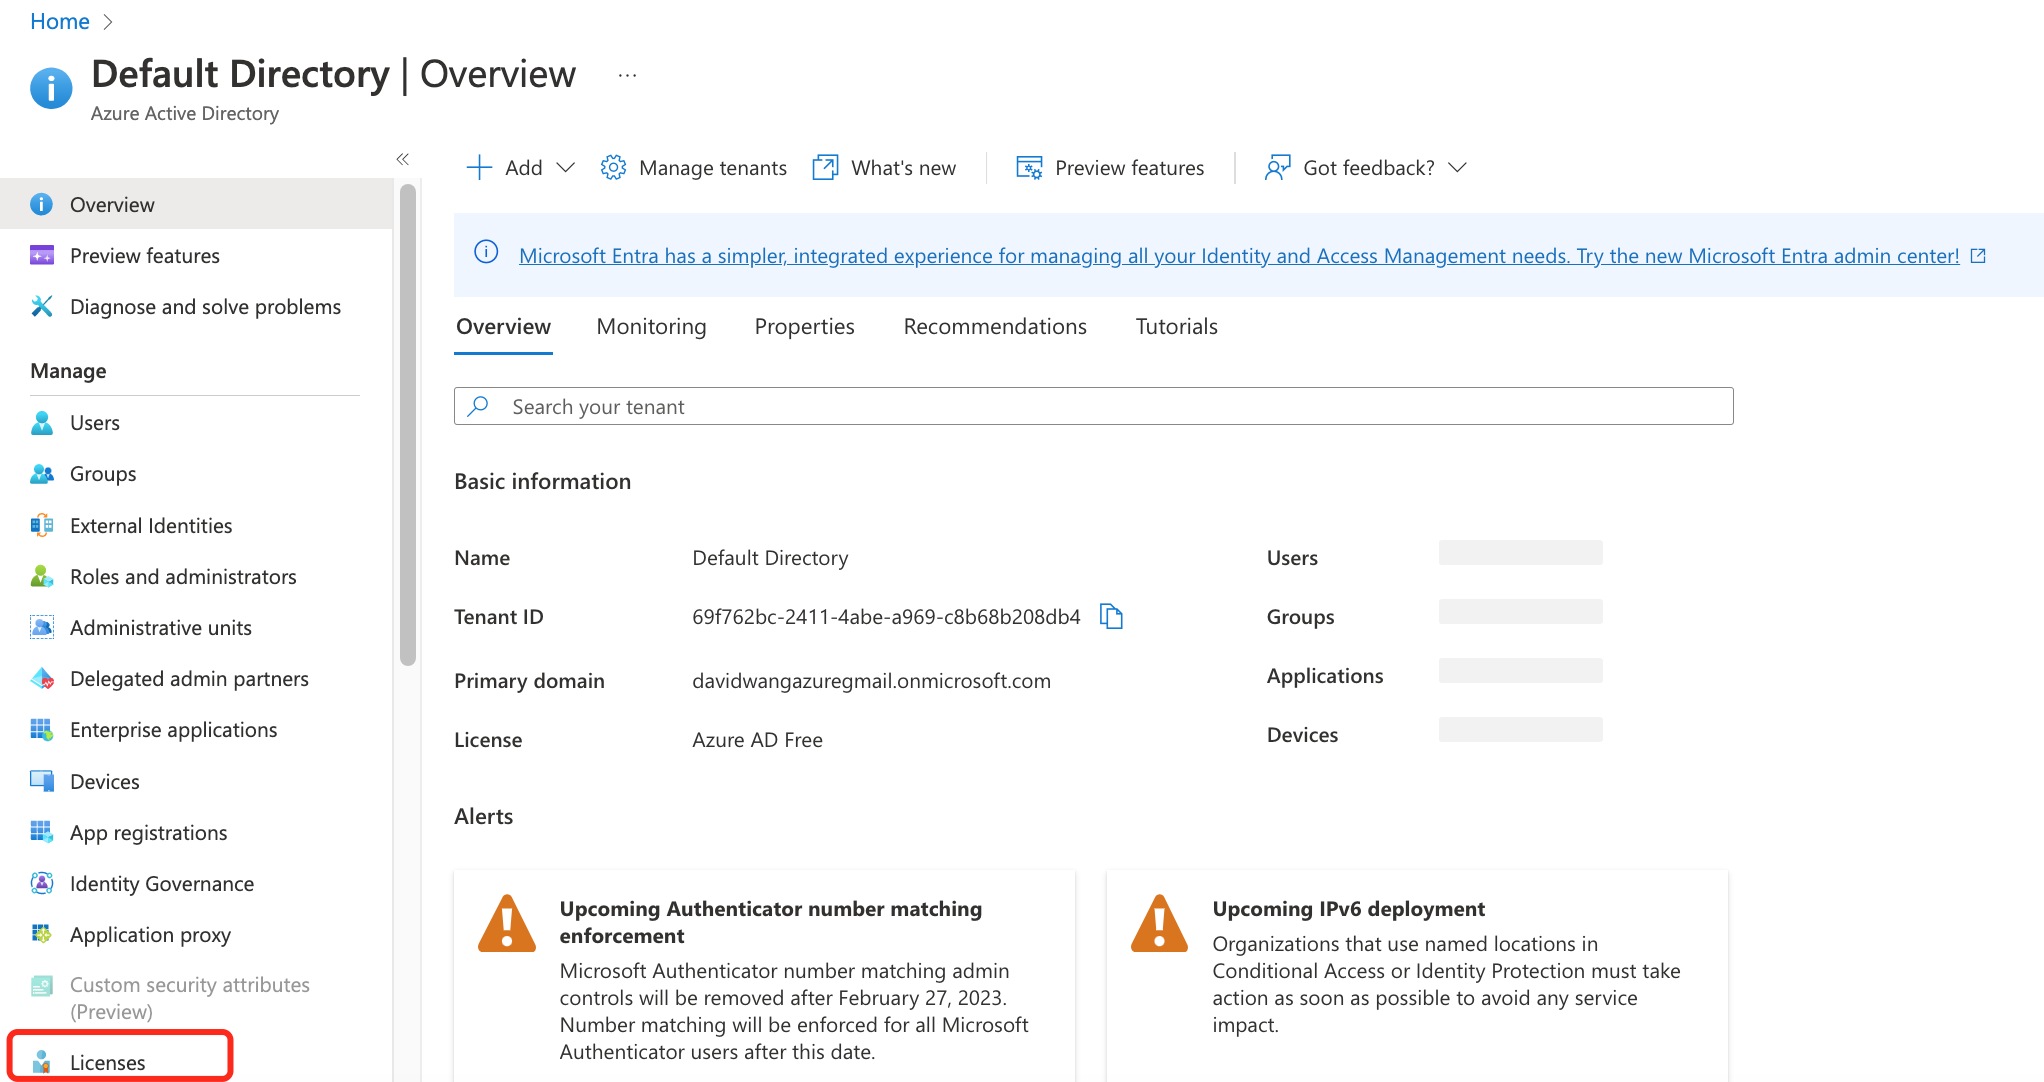 Home
Default Directory | Overview ...
Azure Active Directory
Add
Manage tenants
What's new
Preview features
Got feedback?
Overview
Preview features
Diagnose and solve problems
Manage
Users
Groups
External Identities
Roles and administrators
Administrative units
Delegated admin partners
Enterprise applications
Devices
App registrations
Identity Governance
Application proxy
Custom security attributes
(Preview)
Licenses
Microsoft Entra has a simpler, integrated experience for managing all your Identity and Access Management needs. Try the new Microsoft Entra admin center!
Overview
Monitoring
Properties
Recommendations
Tutorials
Search your tenant
Basic information
Name Default Directory
Tenant ID 69f762bc-2411-4abe-a969-c8b68b208db4
Primary domain davidwangazuregmail.onmicrosoft.com
License Azure AD Free
Users
Groups
Applications
Devices
Alerts
Upcoming Authenticator number matching
enforcement
Microsoft Authenticator number matching admin
controls will be removed after February 27, 2023.
Number matching will be enforced for all Microsoft
Authenticator users after this date.
Upcoming IPv6 deployment
Organizations that use named locations in
Conditional Access or Identity Protection must take
action as soon as possible to avoid any service
impact.